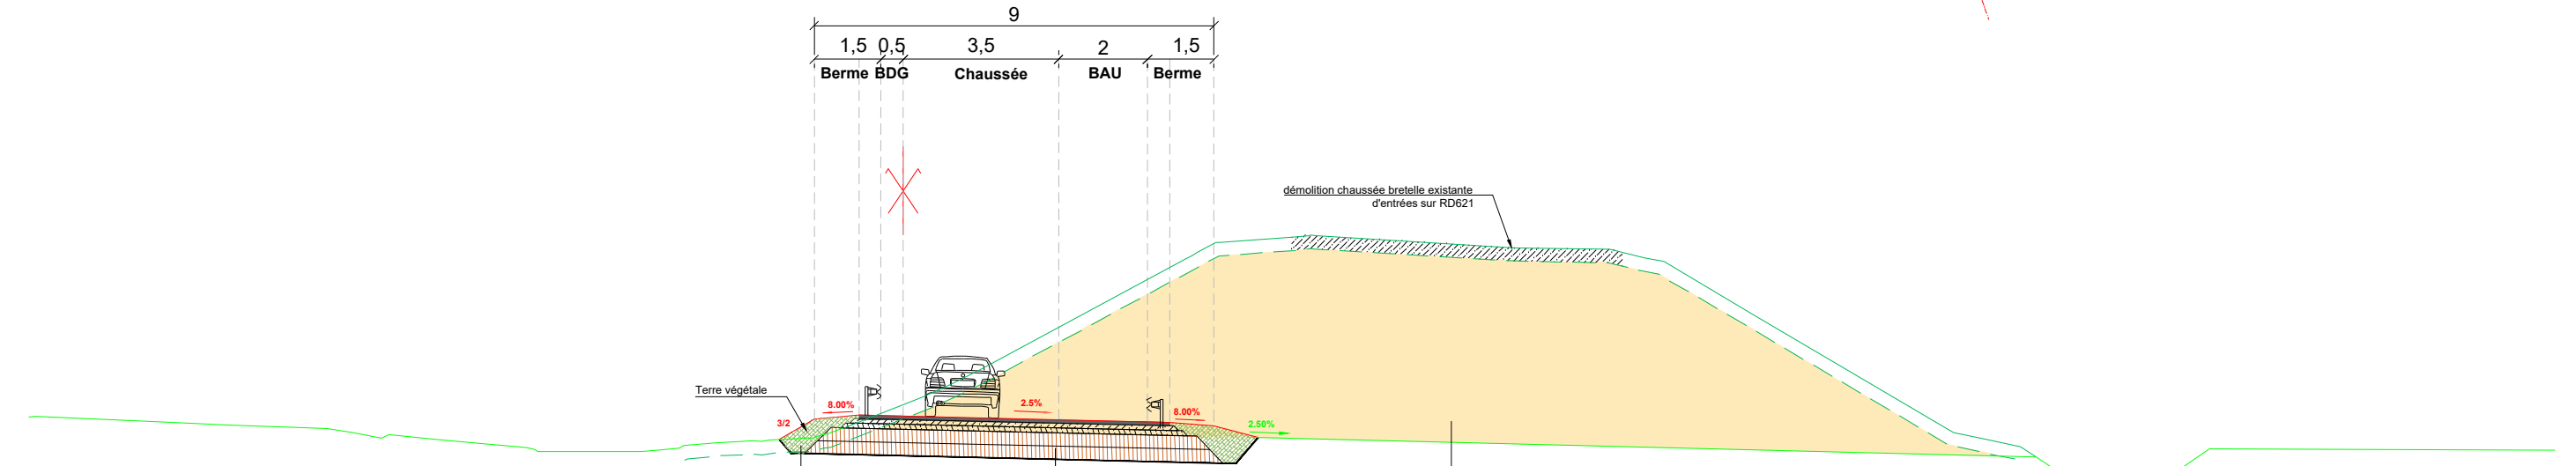 9
1,5 0,5 3,5 2 1,5
Berme BDG Chaussée BAU Berme
démolition chaussée bretelle existante
d'entrées sur RD621
Terre végétale
8.00% 2.5% 8.00%
3/2 2.50%